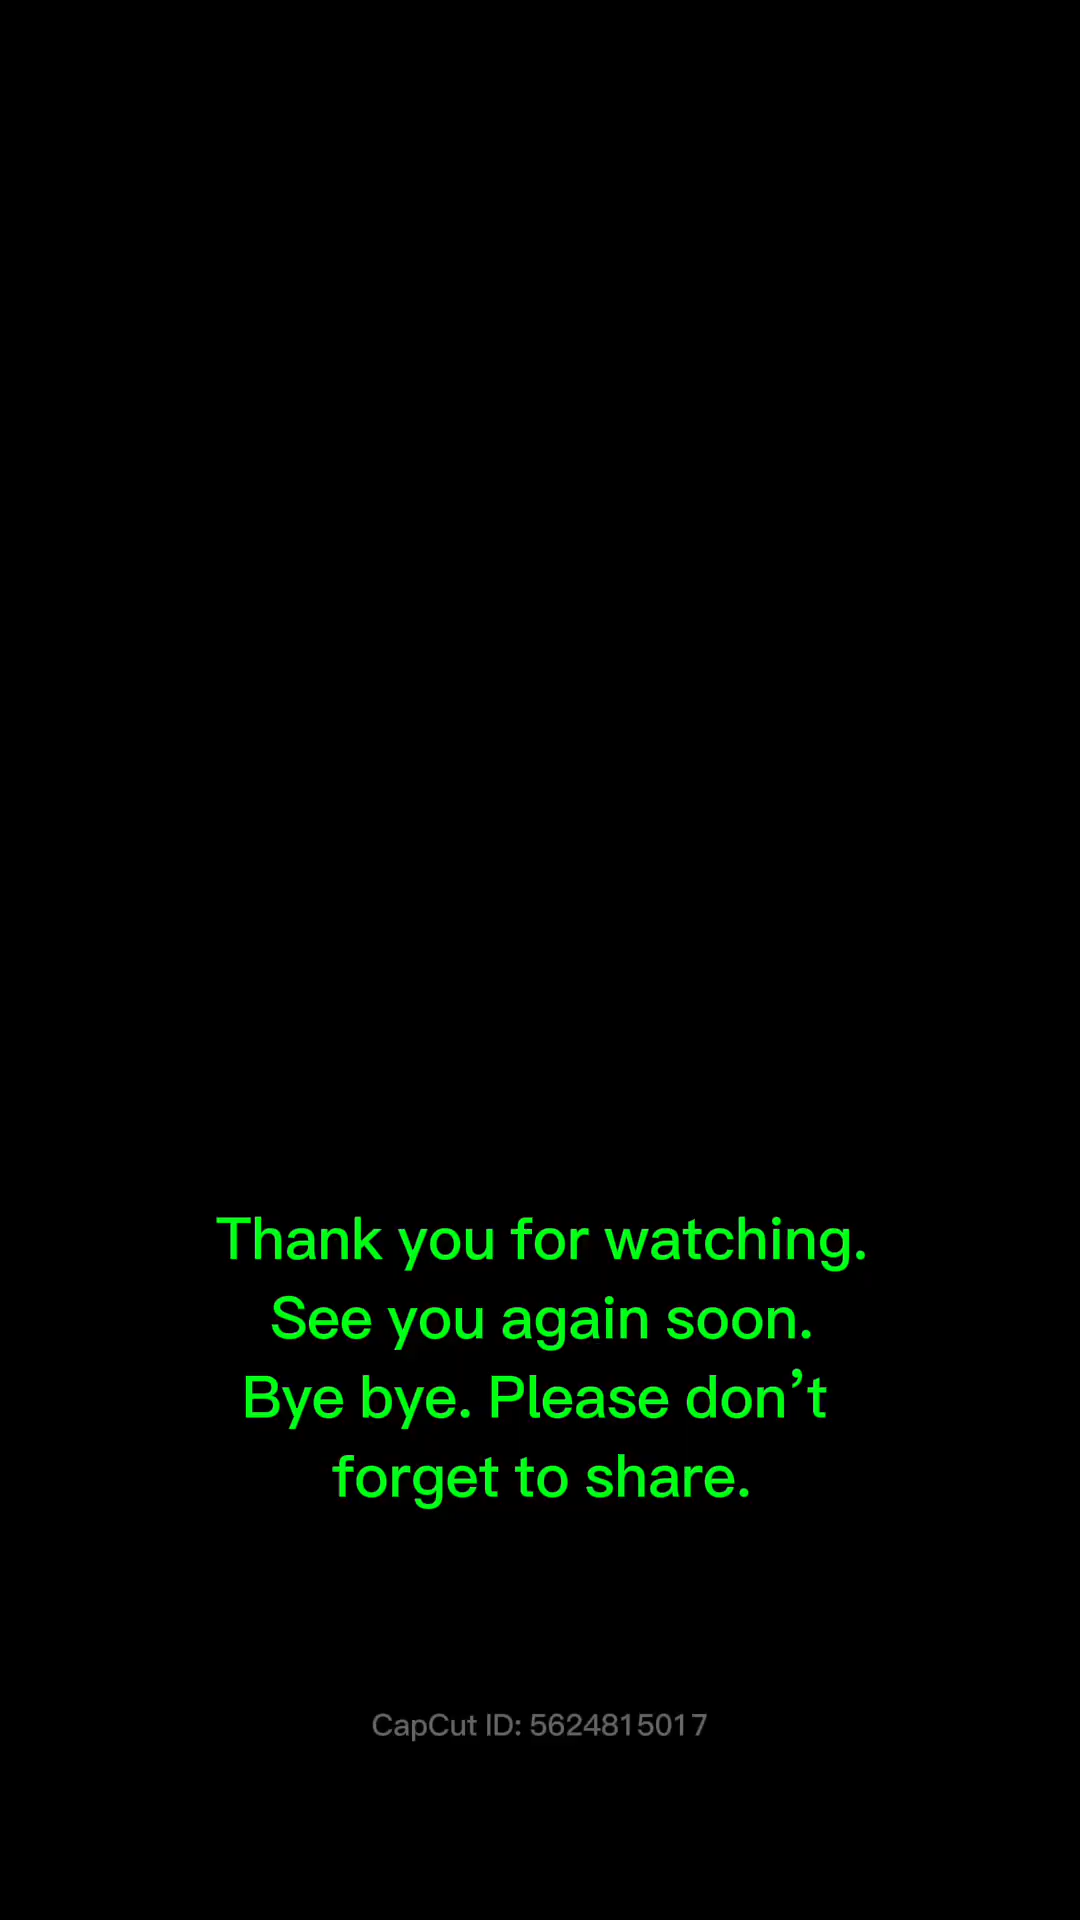 Thank you for watching.
See you again soon.
Bye bye. Please don’t
forget to share.
CapCut ID: 5624815017